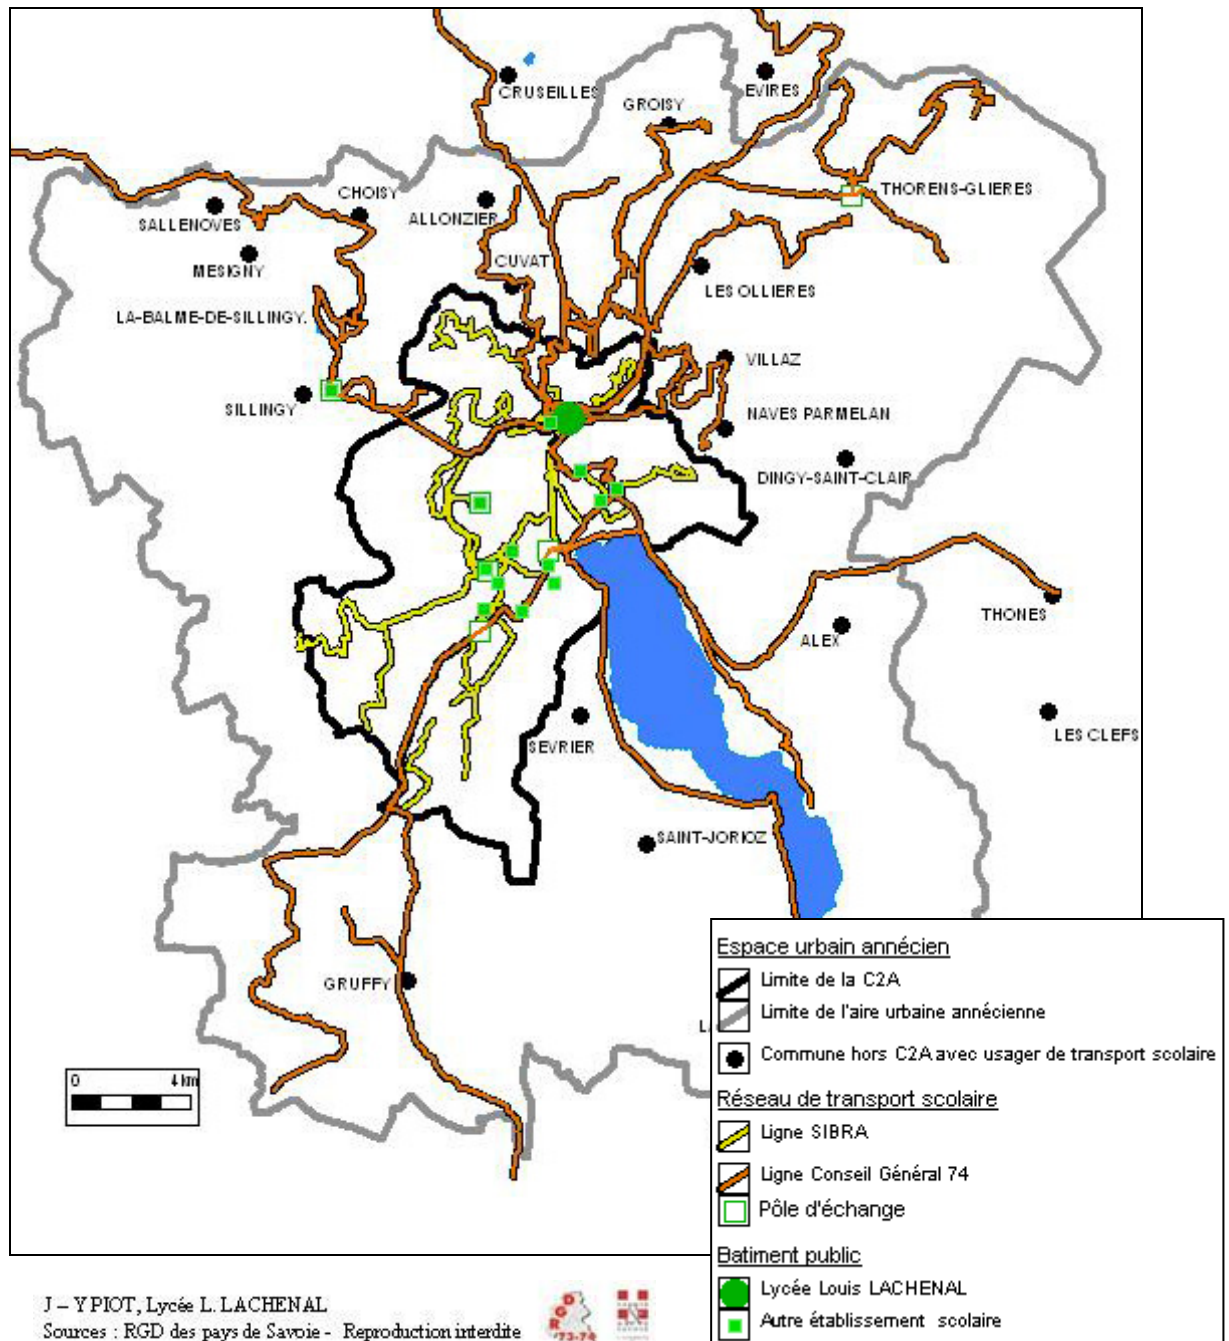 CRUSEILLES
EVIRES
GROISY
CHOISY
THORENS-GLIERES
SALLENOVES
ALLONZIER
MESIGNY
CUVAT
LES OLLIERES
LA-BALME-DE-SILLINGY.
VILLAZ
SILLINGY
NAVES PARMELAN
DINGY-SAINT-CLAIR
THONES
ALEX
SEVRIER
LES CLEFS
SAINT-JORIOZ
GRUFFY
0 4 km
Espace urbain annécien
Limite de la C2A
Limite de l'aire urbaine annécienne
Commune hors C2A avec usager de transport scolaire
Réseau de transport scolaire
Ligne SIBRA
Ligne Conseil Général 74
Pôle d'échange
Batiment public
Lycée Louis LACHENAL
Autre établissement scolaire
J – Y PIOT, Lycée L. LACHENAL
Sources : RGD des pays de Savoie - Reproduction interdite
RGD
73-74